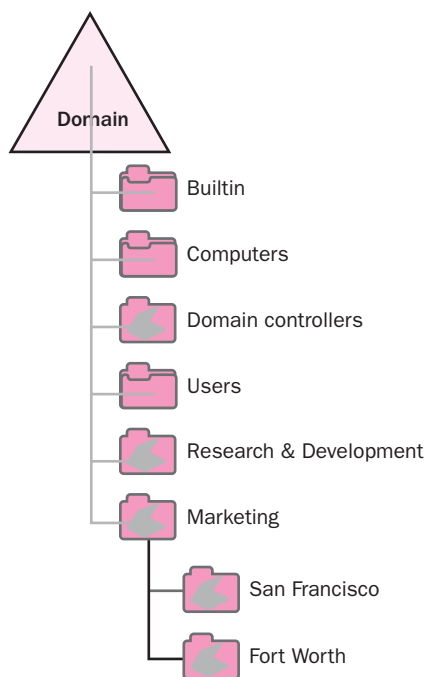 Domain
Builtin
Computers
Domain controllers
Users
Research & Development
Marketing
San Francisco
Fort Worth